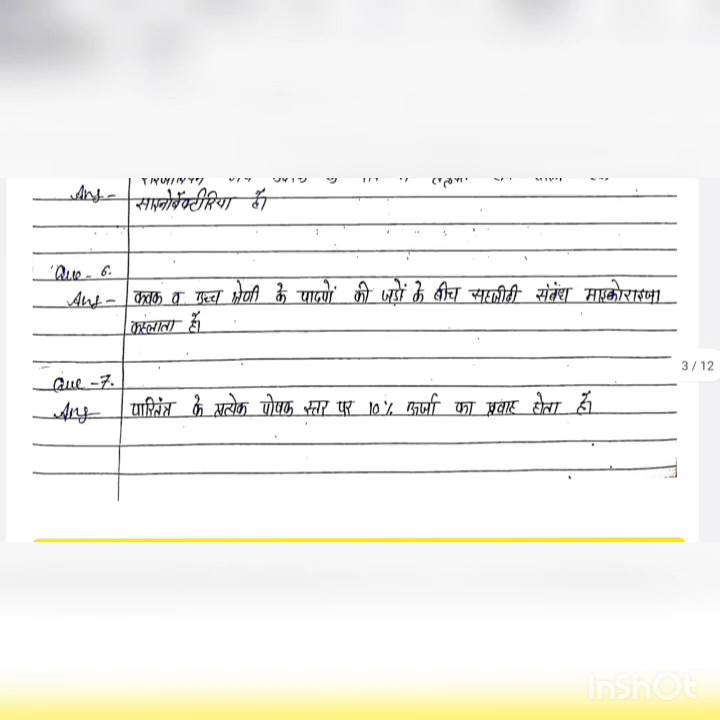 Ans - साइनोबैक्टीरिया है।
Que - 6.
Ans - कवक व उच्च श्रेणी के पादपों की जड़ों के बीच सहजीवी संबंध माइकोराइजा
कहलाता है।
3 / 12
Que - 7.
Ans पारितंत्र के प्रत्येक पोषक स्तर पर 10% ऊर्जा का प्रवाह होता है।
InShOt